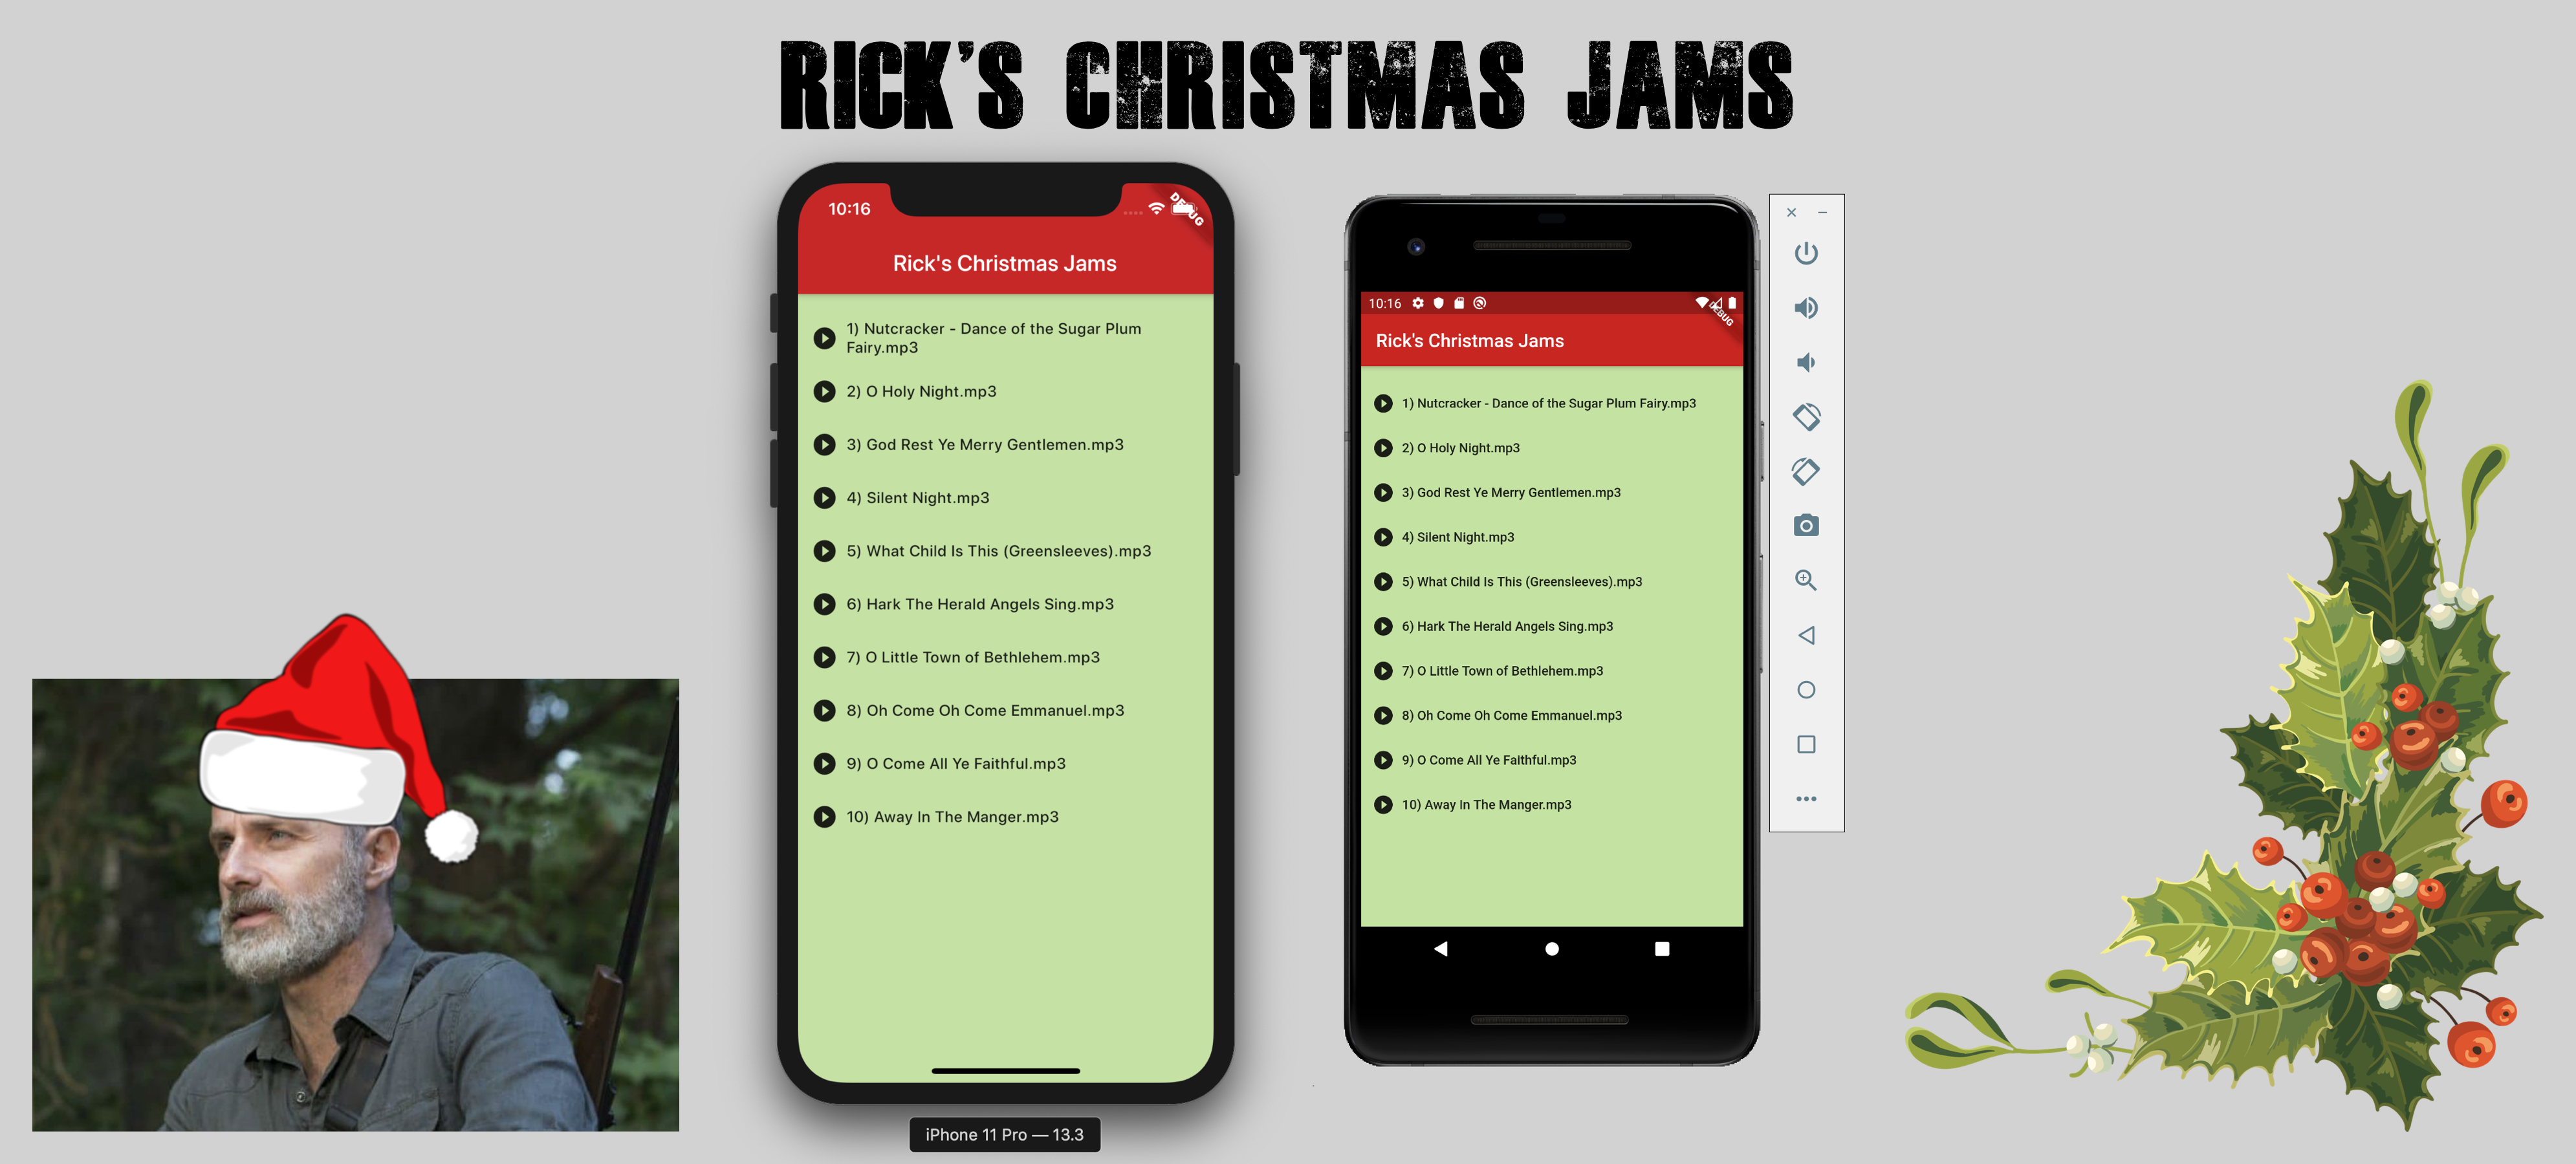 RICK'S CHRISTMAS JAMS
10:16
DEBUG
Rick's Christmas Jams
1) Nutcracker - Dance of the Sugar Plum
Fairy.mp3
2) O Holy Night.mp3
3) God Rest Ye Merry Gentlemen.mp3
4) Silent Night.mp3
5) What Child Is This (Greensleeves).mp3
6) Hark The Herald Angels Sing.mp3
7) O Little Town of Bethlehem.mp3
8) Oh Come Oh Come Emmanuel.mp3
9) O Come All Ye Faithful.mp3
10) Away In The Manger.mp3
iPhone 11 Pro — 13.3
10:16
DEBUG
Rick's Christmas Jams
1) Nutcracker - Dance of the Sugar Plum Fairy.mp3
2) O Holy Night.mp3
3) God Rest Ye Merry Gentlemen.mp3
4) Silent Night.mp3
5) What Child Is This (Greensleeves).mp3
6) Hark The Herald Angels Sing.mp3
7) O Little Town of Bethlehem.mp3
8) Oh Come Oh Come Emmanuel.mp3
9) O Come All Ye Faithful.mp3
10) Away In The Manger.mp3